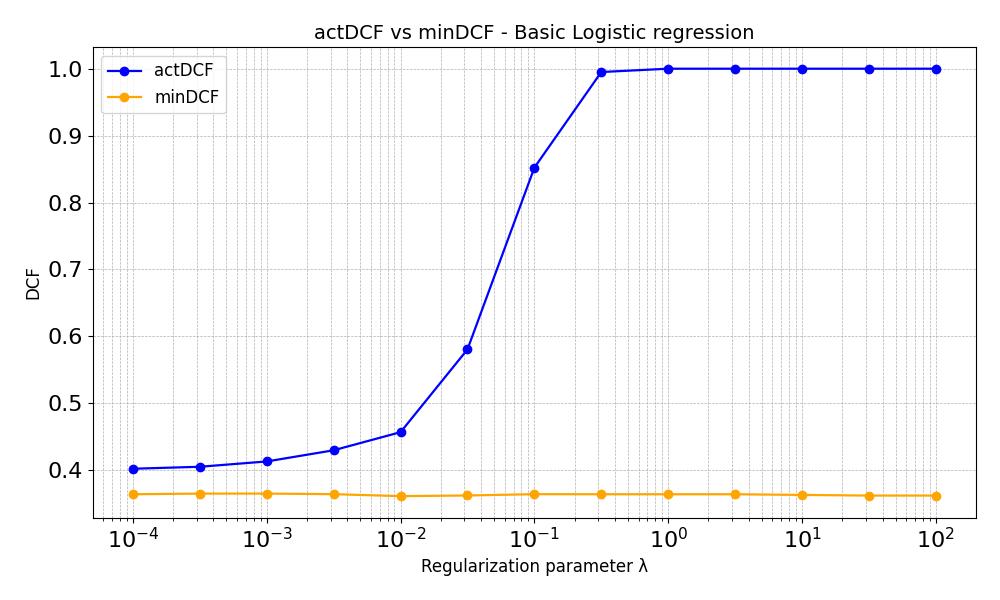 actDCF vs minDCF - Basic Logistic regression
actDCF
minDCF
1.0
0.9
0.8
0.7
0.6
0.5
0.4
DCF
10⁻⁴ 10⁻³ 10⁻² 10⁻¹ 10⁰ 10¹ 10²
Regularization parameter λ